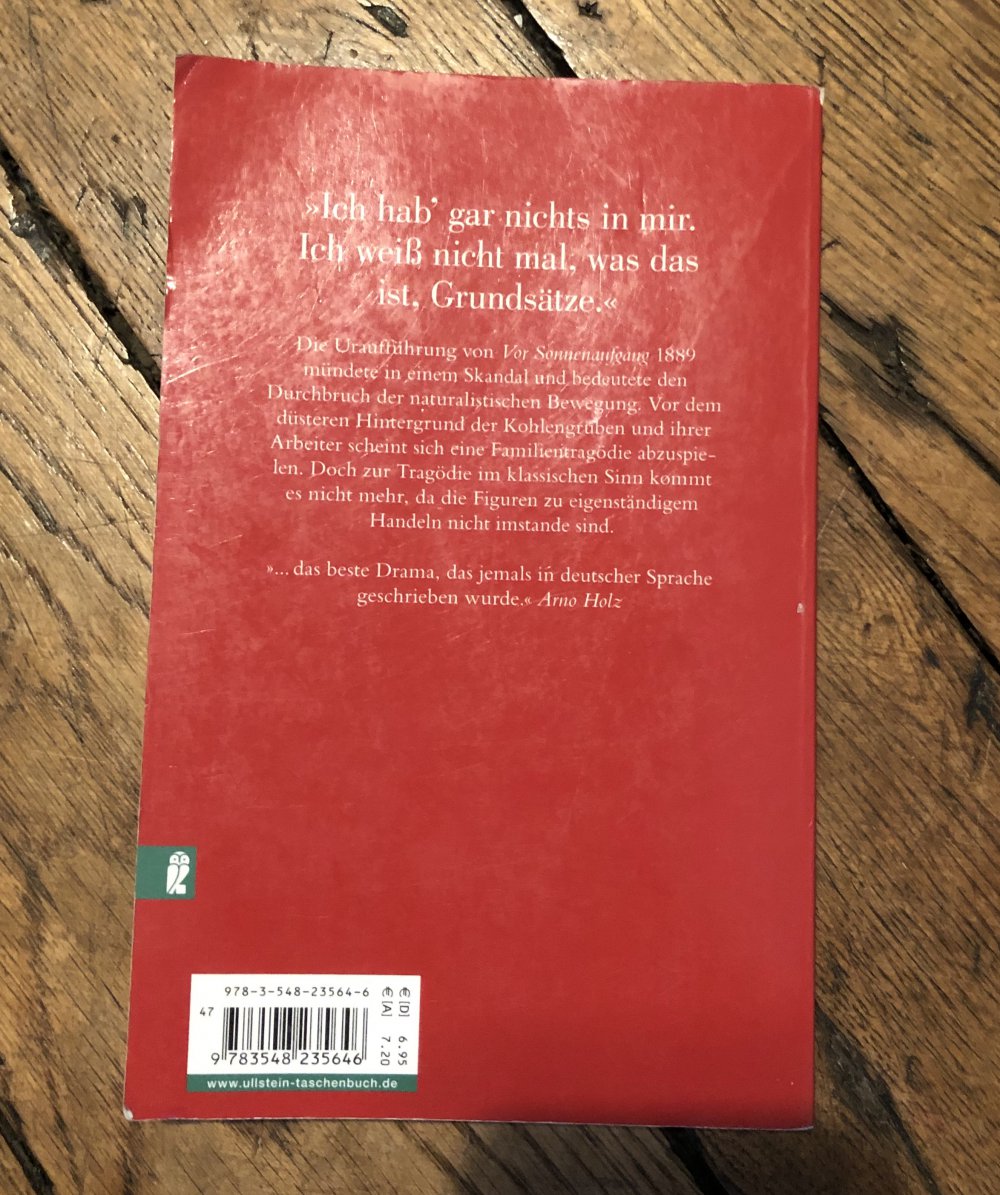 »Ich hab’ gar nichts in mir.
Ich weiß nicht mal, was das
ist, Grundsätze.«
Die Uraufführung von Vor Sonnenaufgang 1889
mündete in einem Skandal und bedeutete den
Durchbruch der naturalistischen Bewegung. Vor dem
düsteren Hintergrund der Kohlengruben und ihrer
Arbeiter scheint sich eine Familientragödie abzuspie-
len. Doch zur Tragödie im klassischen Sinn kommt
es nicht mehr, da die Figuren zu eigenständigem
Handeln nicht imstande sind.
»... das beste Drama, das jemals in deutscher Sprache
geschrieben wurde.« Arno Holz
978-3-548-23564-6
47
9 783548 235646
€ [D] 6.95
€ [A] 7.20
www.ullstein-taschenbuch.de